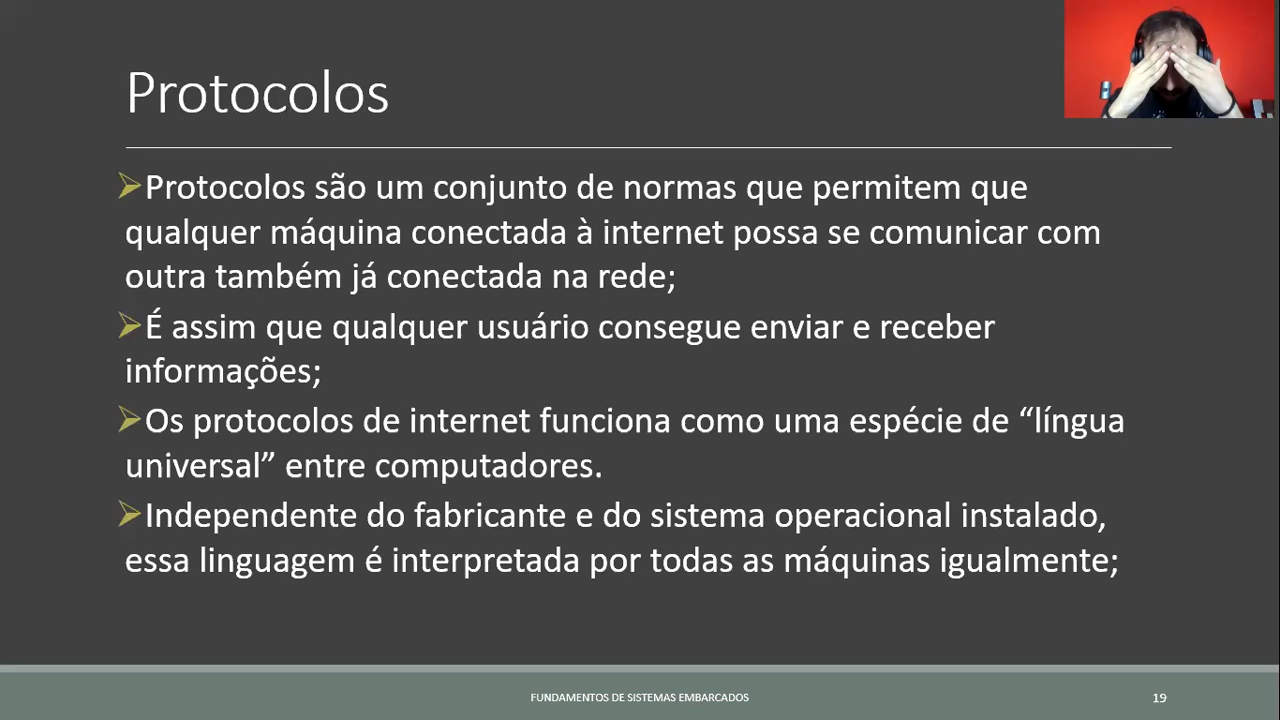 Protocolos
Protocolos são um conjunto de normas que permitem que
qualquer máquina conectada à internet possa se comunicar com
outra também já conectada na rede;
É assim que qualquer usuário consegue enviar e receber
informações;
Os protocolos de internet funciona como uma espécie de “língua
universal” entre computadores.
Independente do fabricante e do sistema operacional instalado,
essa linguagem é interpretada por todas as máquinas igualmente;
FUNDAMENTOS DE SISTEMAS EMBARCADOS
19